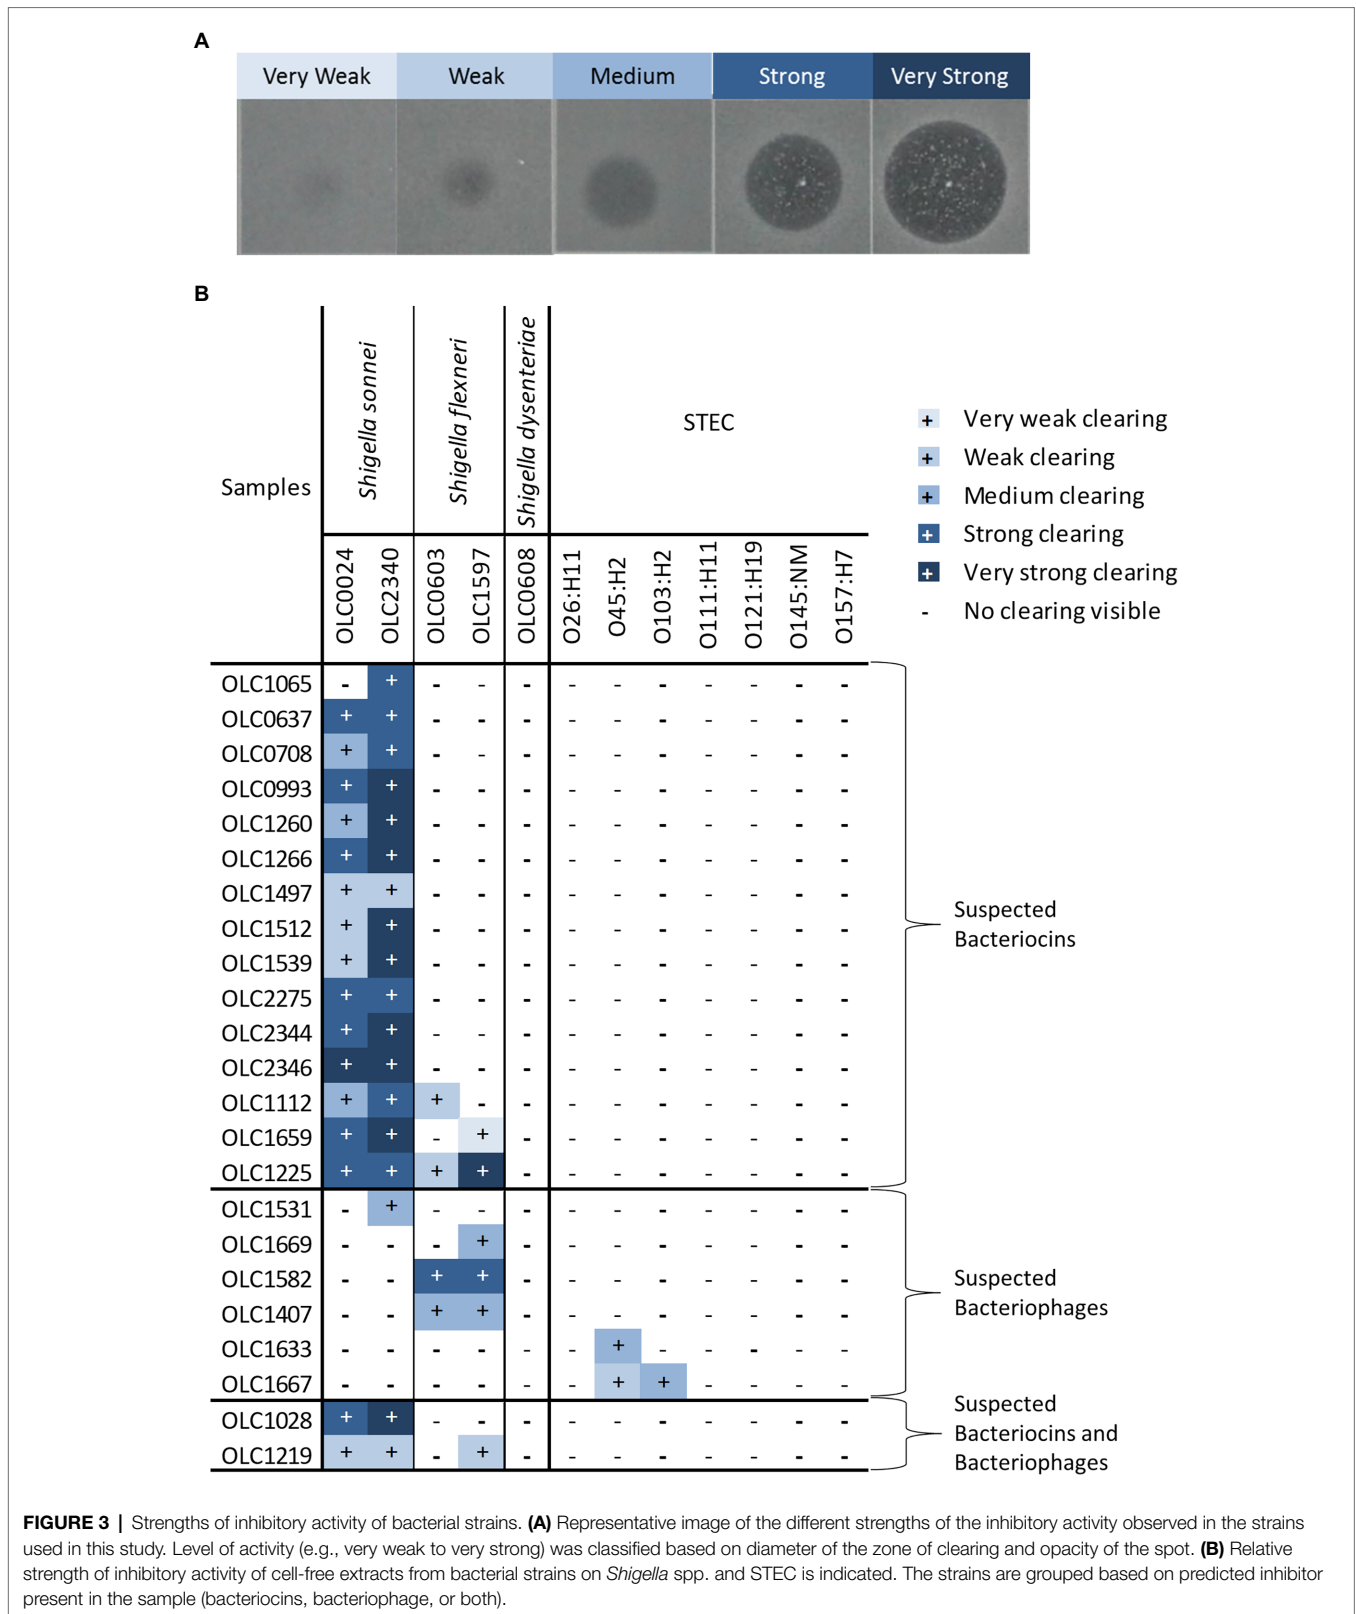 A
Very Weak Weak Medium Strong Very Strong
B
Samples
Shigella sonnei
Shigella flexneri
Shigella dysenteriae
STEC
OLC0024
OLC2340
OLC0603
OLC1597
OLC0608
O26:H11
O45:H2
O103:H2
O111:H11
O121:H19
O145:NM
O157:H7
+ Very weak clearing
+ Weak clearing
+ Medium clearing
+ Strong clearing
+ Very strong clearing
- No clearing visible
OLC1065 - + - - - - - - - - - -
OLC0637 + + - - - - - - - - - -
OLC0708 + + - - - - - - - - - -
OLC0993 + + - - - - - - - - - -
OLC1260 + + - - - - - - - - - -
OLC1266 + + - - - - - - - - - -
OLC1497 + + - - - - - - - - - -
OLC1512 + + - - - - - - - - - -
OLC1539 + + - - - - - - - - - -
OLC2275 + + - - - - - - - - - -
OLC2344 + + - - - - - - - - - -
OLC2346 + + - - - - - - - - - -
OLC1112 + + + - - - - - - - - -
OLC1659 + + - + - - - - - - - -
OLC1225 + + + + - - - - - - - -
Suspected
Bacteriocins
OLC1531 - + - - - - - - - - - -
OLC1669 - - - + - - - - - - - -
OLC1582 - - + + - - - - - - - -
OLC1407 - - + + - - - - - - - -
OLC1633 - - - - - - + - - - - -
OLC1667 - - - - - - + + - - - -
Suspected
Bacteriophages
OLC1028 + + - - - - - - - - - -
OLC1219 + + - + - - - - - - - -
Suspected
Bacteriocins and
Bacteriophages
FIGURE 3 | Strengths of inhibitory activity of bacterial strains. (A) Representative image of the different strengths of the inhibitory activity observed in the strains
used in this study. Level of activity (e.g., very weak to very strong) was classified based on diameter of the zone of clearing and opacity of the spot. (B) Relative
strength of inhibitory activity of cell-free extracts from bacterial strains on Shigella spp. and STEC is indicated. The strains are grouped based on predicted inhibitor
present in the sample (bacteriocins, bacteriophage, or both).